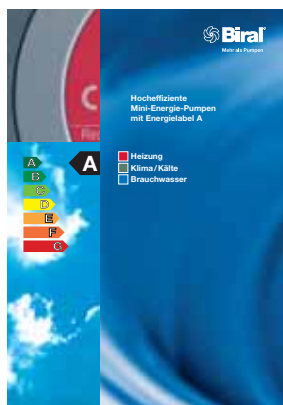 Biral
Mehr als Pumpen
Hocheffiziente
Mini-Energie-Pumpen
mit Energielabel A
Heizung
Klima/Kälte
Brauchwasser
A
A
B
C
D
E
F
G